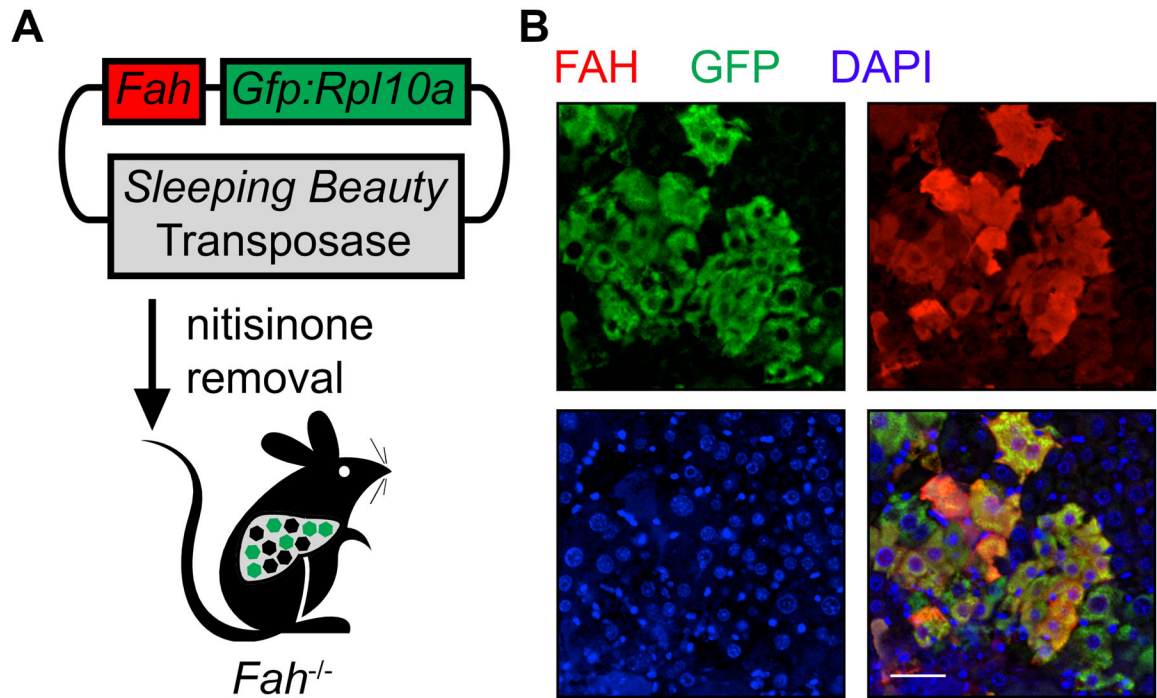 A
Fah
Gfp:Rpl10a
Sleeping Beauty
Transposase
nitisinone
removal
Fah-/-
B
FAH GFP DAPI